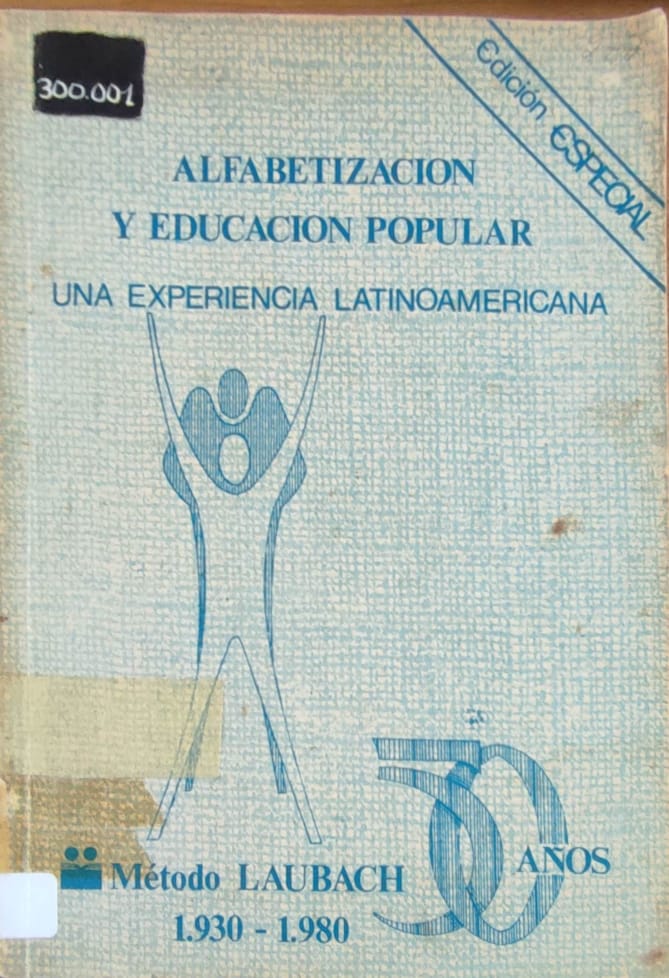 300.001
Edición ESPECIAL
ALFABETIZACION
Y EDUCACION POPULAR
UNA EXPERIENCIA LATINOAMERICANA
50 AÑOS
Método LAUBACH
1.930 - 1.980